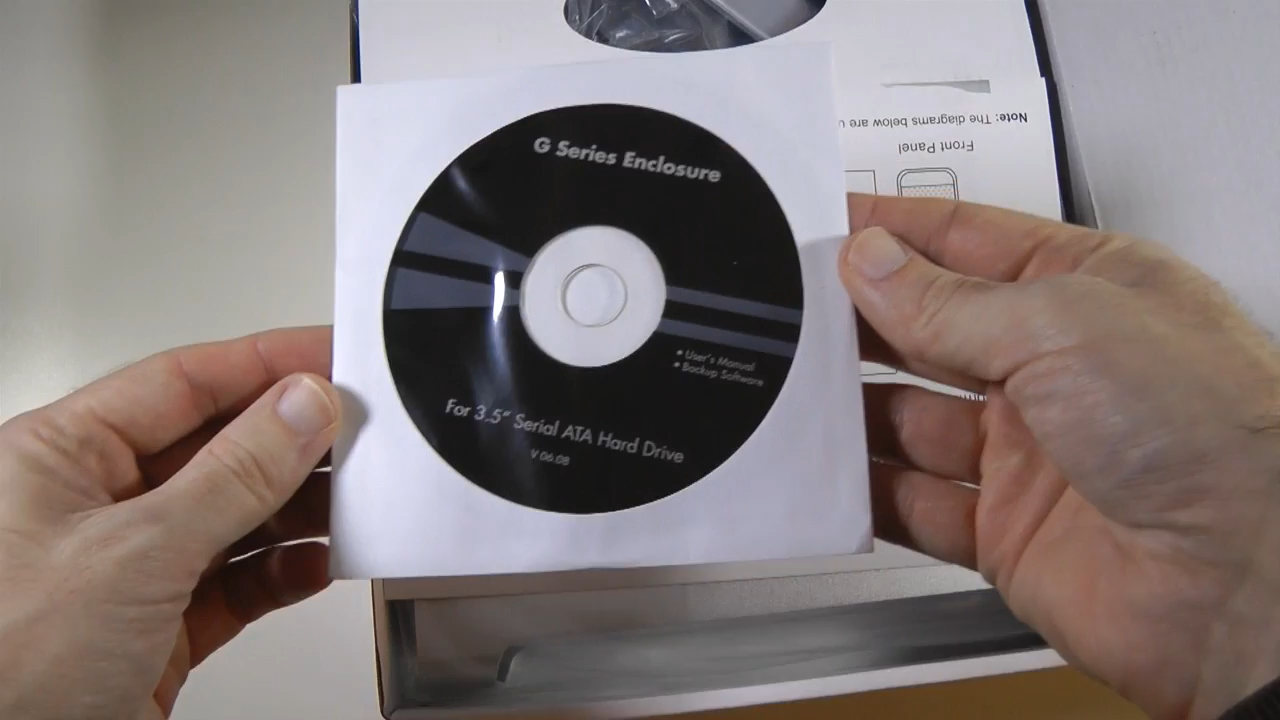 G Series Enclosure
• User's Manual
• Backup Software
For 3.5" Serial ATA Hard Drive
V 06.08
Note: The diagrams below are
Front Panel